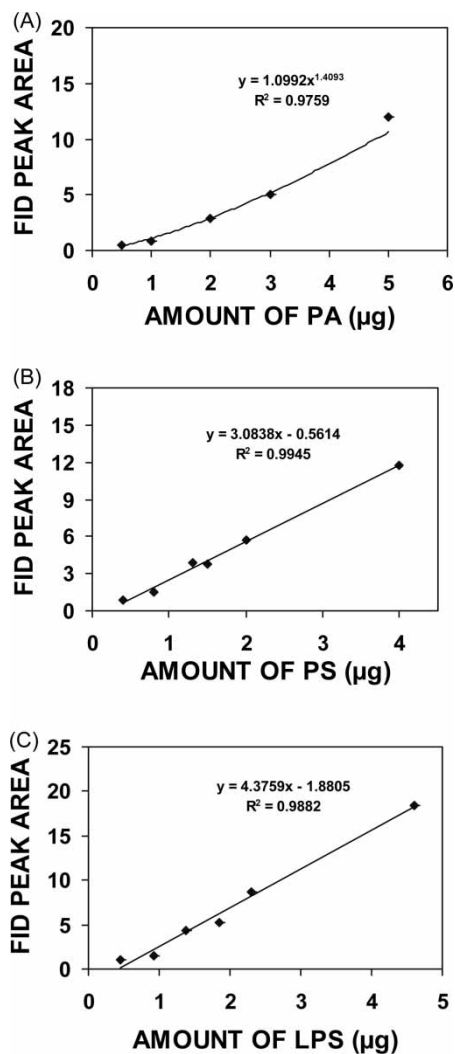 (A)
FID PEAK AREA
20
15
10
5
0
y = 1.0992x^1.4093
R² = 0.9759
0 1 2 3 4 5 6
AMOUNT OF PA (µg)
(B)
FID PEAK AREA
18
15
12
9
6
3
0
y = 3.0838x - 0.5614
R² = 0.9945
0 1 2 3 4
AMOUNT OF PS (µg)
(C)
FID PEAK AREA
25
20
15
10
5
0
y = 4.3759x - 1.8805
R² = 0.9882
0 1 2 3 4 5
AMOUNT OF LPS (µg)